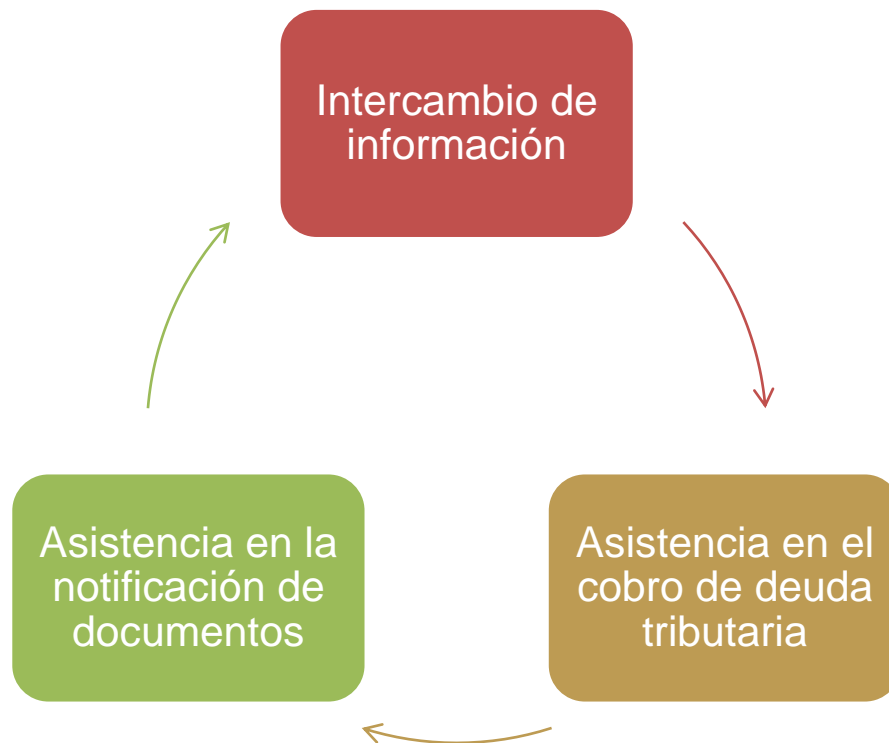 Intercambio de
información
Asistencia en el
cobro de deuda
tributaria
Asistencia en la
notificación de
documentos